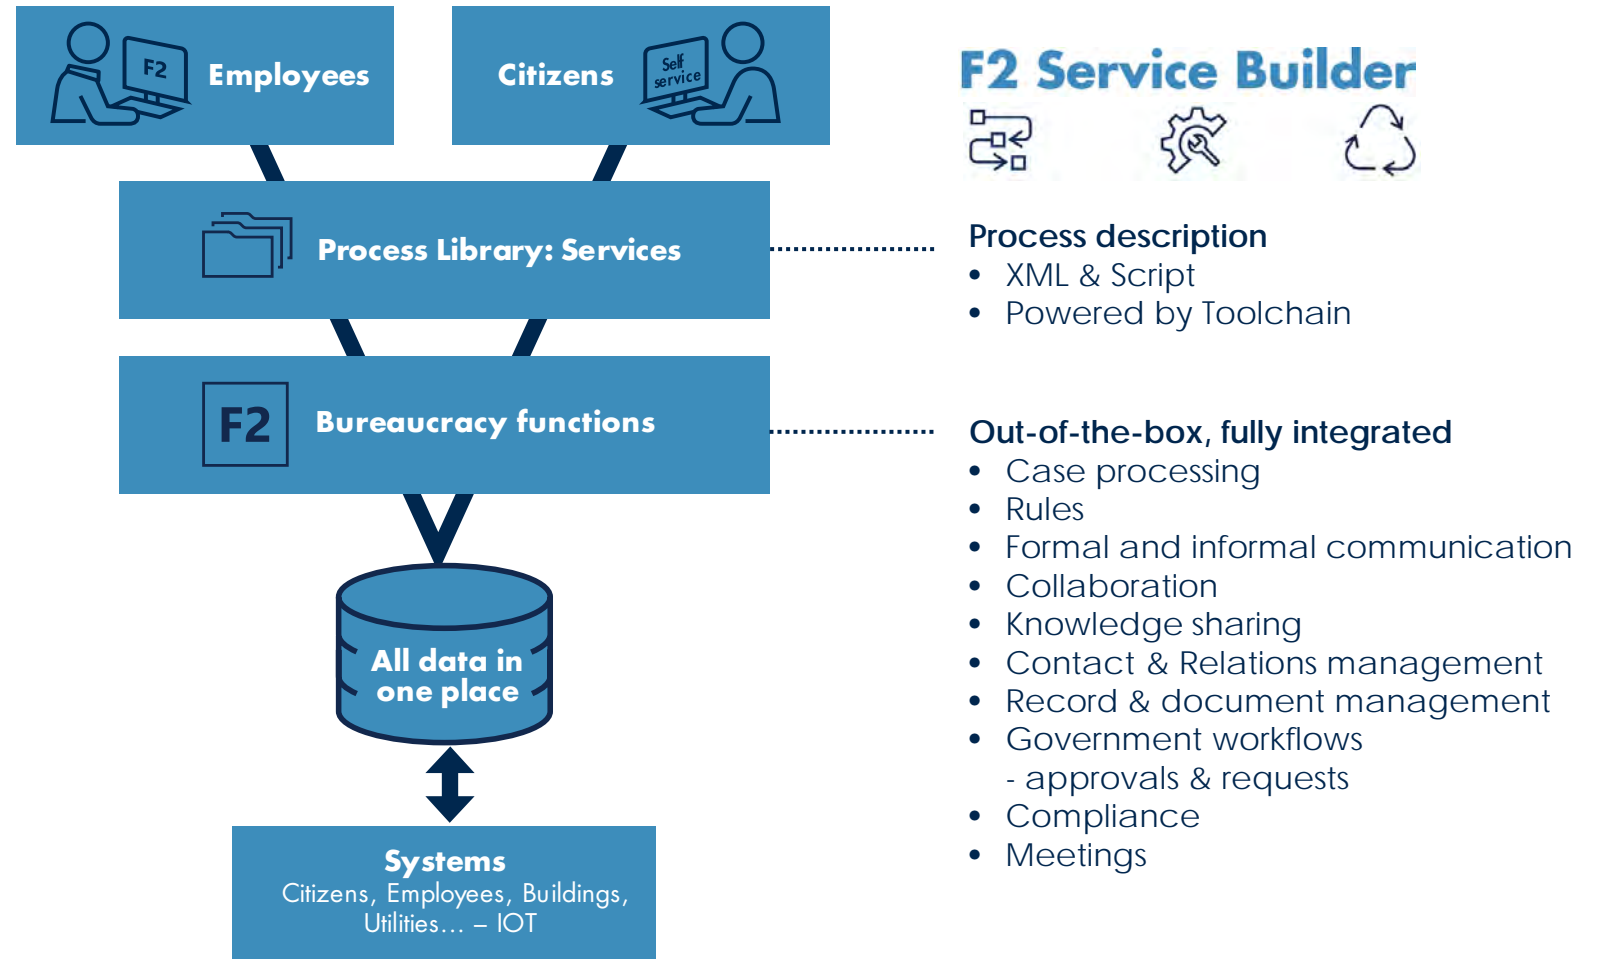 F2
Employees
Citizens
Self
service
Process Library: Services
F2
Bureaucracy functions
All data in
one place
Systems
Citizens, Employees, Buildings,
Utilities... – IOT
F2 Service Builder
Process description
• XML & Script
• Powered by Toolchain
Out-of-the-box, fully integrated
• Case processing
• Rules
• Formal and informal communication
• Collaboration
• Knowledge sharing
• Contact & Relations management
• Record & document management
• Government workflows
- approvals & requests
• Compliance
• Meetings